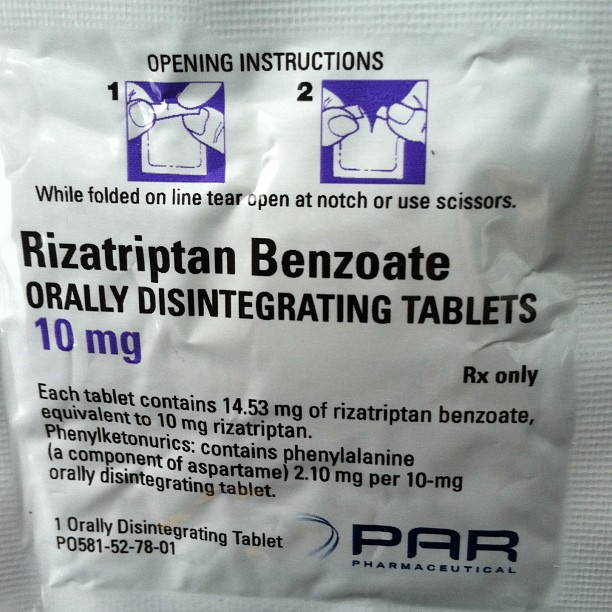 OPENING INSTRUCTIONS
1 2
While folded on line tear open at notch or use scissors.
Rizatriptan Benzoate
ORALLY DISINTEGRATING TABLETS
10 mg
Rx only
Each tablet contains 14.53 mg of rizatriptan benzoate,
equivalent to 10 mg rizatriptan.
Phenylketonurics: contains phenylalanine
(a component of aspartame) 2.10 mg per 10-mg
orally disintegrating tablet.
1 Orally Disintegrating Tablet
PO581-52-78-01
PAR
PHARMACEUTICAL